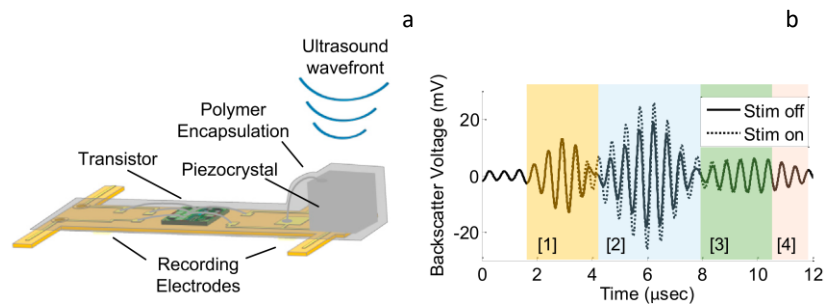 a
Ultrasound
wavefront
Polymer
Encapsulation
Transistor
Piezocrystal
Recording
Electrodes
b
Backscatter Voltage (mV)
20
0
-20
Stim off
Stim on
[1]
[2]
[3]
[4]
0
2
4
6
8
10
12
Time (μsec)